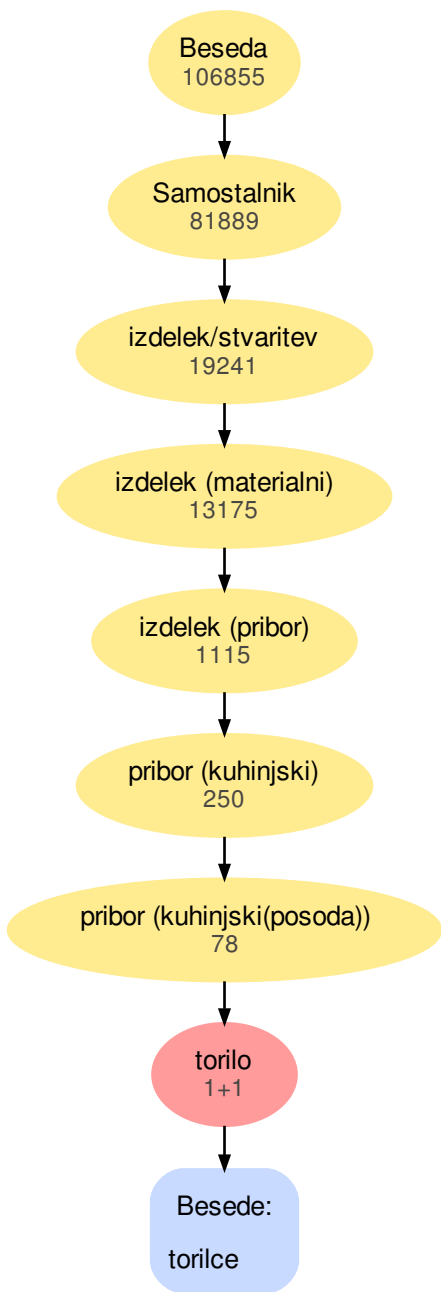 Beseda
106855
Samostalnik
81889
izdelek/stvaritev
19241
izdelek (materialni)
13175
izdelek (pribor)
1115
pribor (kuhinjski)
250
pribor (kuhinjski(posoda))
78
torilo
1+1
Besede:
torilce